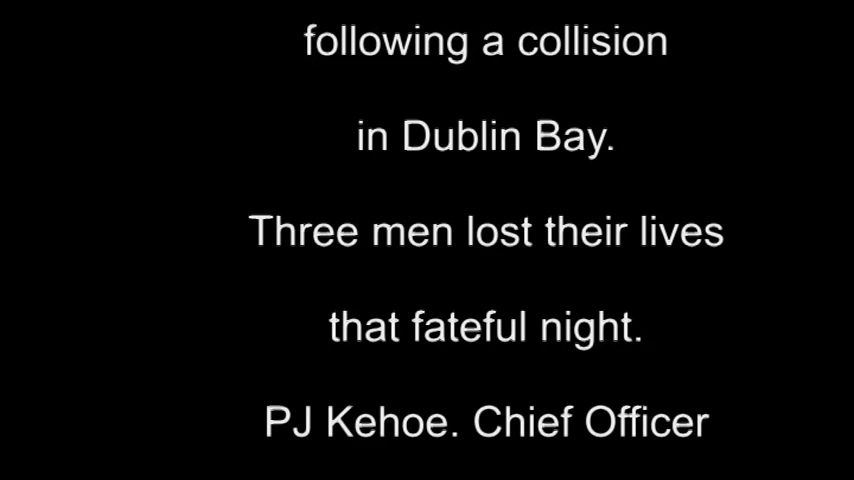 following a collision
in Dublin Bay.
Three men lost their lives
that fateful night.
PJ Kehoe. Chief Officer